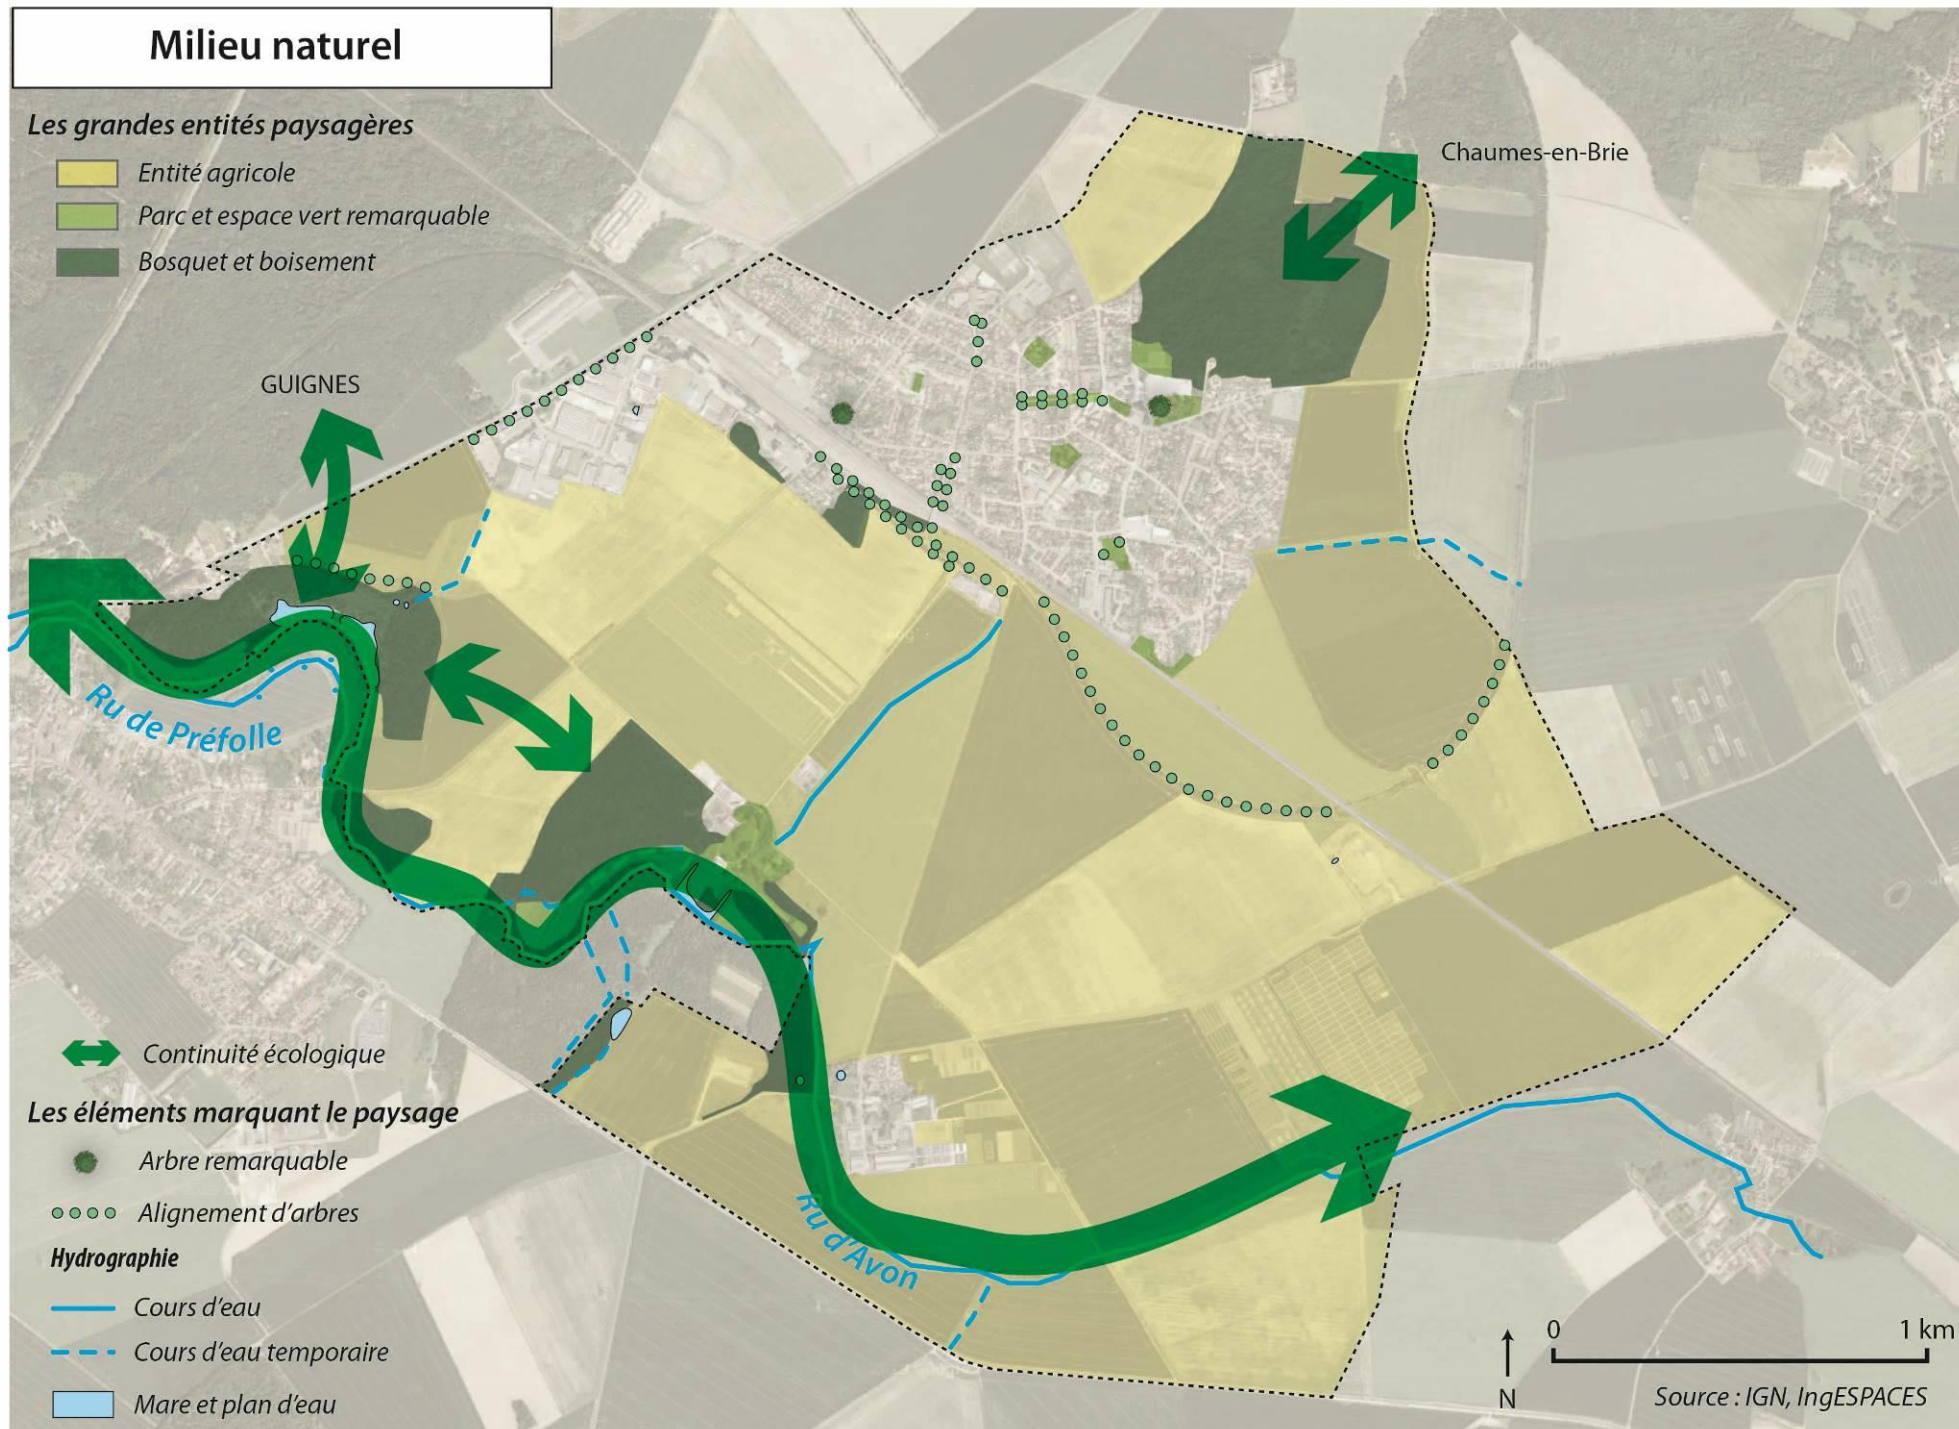 Milieu naturel
Les grandes entités paysagères
Entité agricole
Parc et espace vert remarquable
Bosquet et boisement
Chaumes-en-Brie
GUIGNES
Ru de Préfolle
Continuité écologique
Les éléments marquant le paysage
Arbre remarquable
Alignement d'arbres
Hydrographie
Cours d'eau
Cours d'eau temporaire
Mare et plan d'eau
Ru d'Avon
0 1 km
N
Source : IGN, IngESPACES